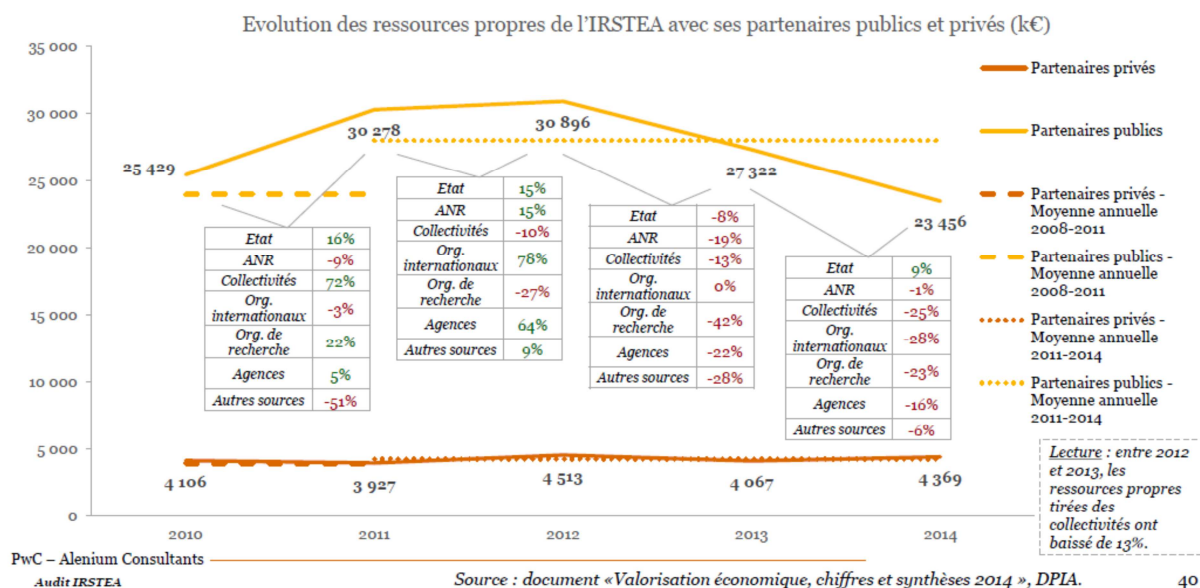 Evolution des ressources propres de l'IRSTEA avec ses partenaires publics et privés (k€)
35 000
30 000
25 000
20 000
15 000
10 000
5 000
0
25 429
30 278
30 896
27 322
23 456
Etat 16%
ANR -9%
Collectivités 72%
Org.
internationaux -3%
Org. de
recherche 22%
Agences 5%
Autres sources -51%
Etat 15%
ANR 15%
Collectivités -10%
Org.
internationaux 78%
Org. de
recherche -27%
Agences 64%
Autres sources 9%
Etat -8%
ANR -19%
Collectivités -13%
Org.
internationaux 0%
Org. de
recherche -42%
Agences -22%
Autres sources -28%
Etat 9%
ANR -1%
Collectivités -25%
Org.
internationaux -28%
Org. de
recherche -23%
Agences -16%
Autres sources -6%
4 106
3 927
4 513
4 067
4 369
2010
2011
2012
2013
2014
Partenaires privés
Partenaires publics
Partenaires privés -
Moyenne annuelle
2008-2011
Partenaires publics -
Moyenne annuelle
2008-2011
Partenaires privés -
Moyenne annuelle
2011-2014
Partenaires publics -
Moyenne annuelle
2011-2014
Lecture : entre 2012
et 2013, les
ressources propres
tirées des
collectivités ont
baissé de 13%.
PwC – Alenium Consultants
Audit IRSTEA
Source : document «Valorisation économique, chiffres et synthèses 2014 », DPIA.
40